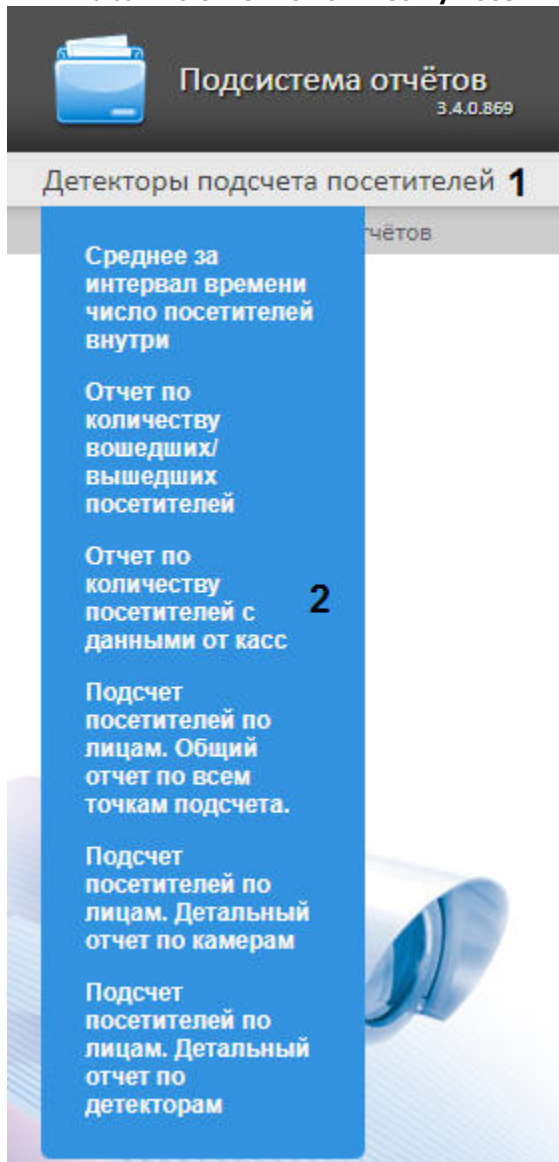 Подсистема отчётов
3.4.0.869
Детекторы подсчета посетителей 1
чётов
Среднее за
интервал времени
число посетителей
внутри
Отчет по
количеству
вошедших/
вышедших
посетителей
Отчет по
количеству
посетителей с
данными от касс
2
Подсчет
посетителей по
лицам. Общий
отчет по всем
точкам подсчета.
Подсчет
посетителей по
лицам. Детальный
отчет по камерам
Подсчет
посетителей по
лицам. Детальный
отчет по
детекторам